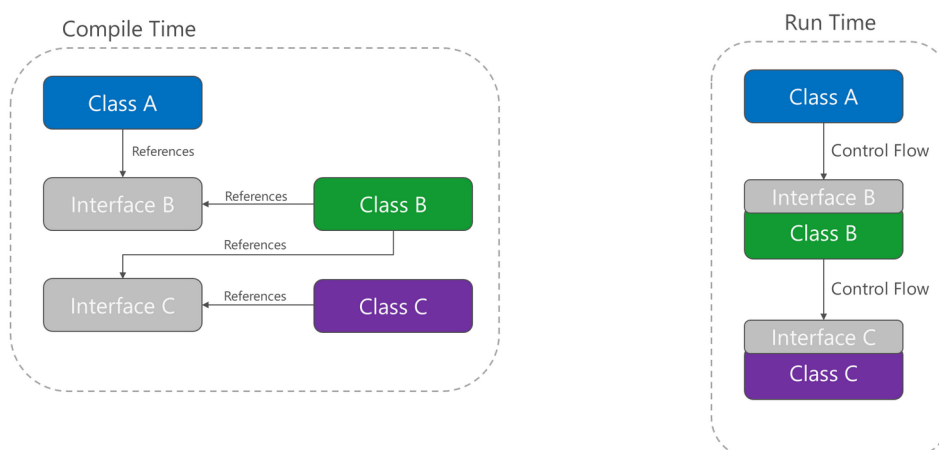 Compile Time
Class A
References
Interface B
References
Class B
References
Interface C
References
Class C
Run Time
Class A
Control Flow
Interface B
Class B
Control Flow
Interface C
Class C